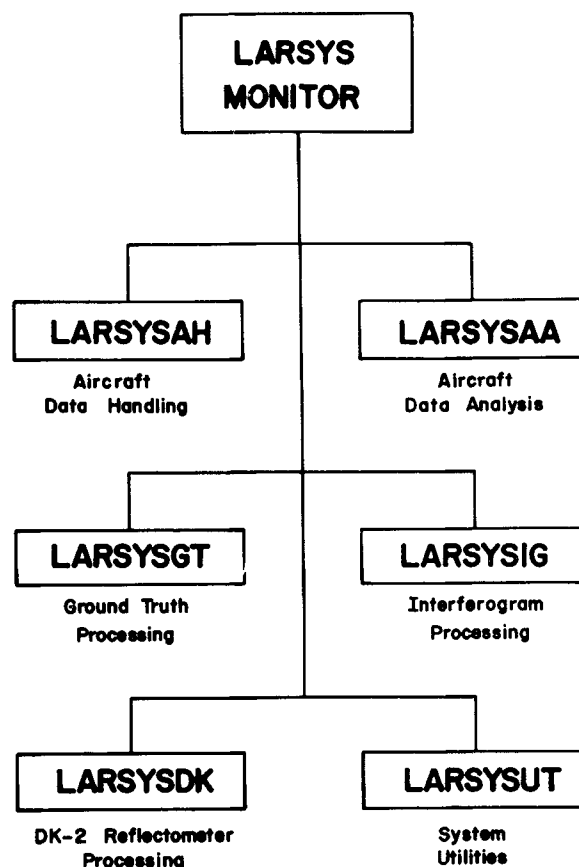 LARSYS
MONITOR
LARSYSAH
LARSYSAA
Aircraft
Data Handling
Aircraft
Data Analysis
LARSYSGT
LARSYSIG
Ground Truth
Processing
Interferogram
Processing
LARSYSDK
LARSYSUT
DK-2 Reflectometer
Processing
System
Utilities